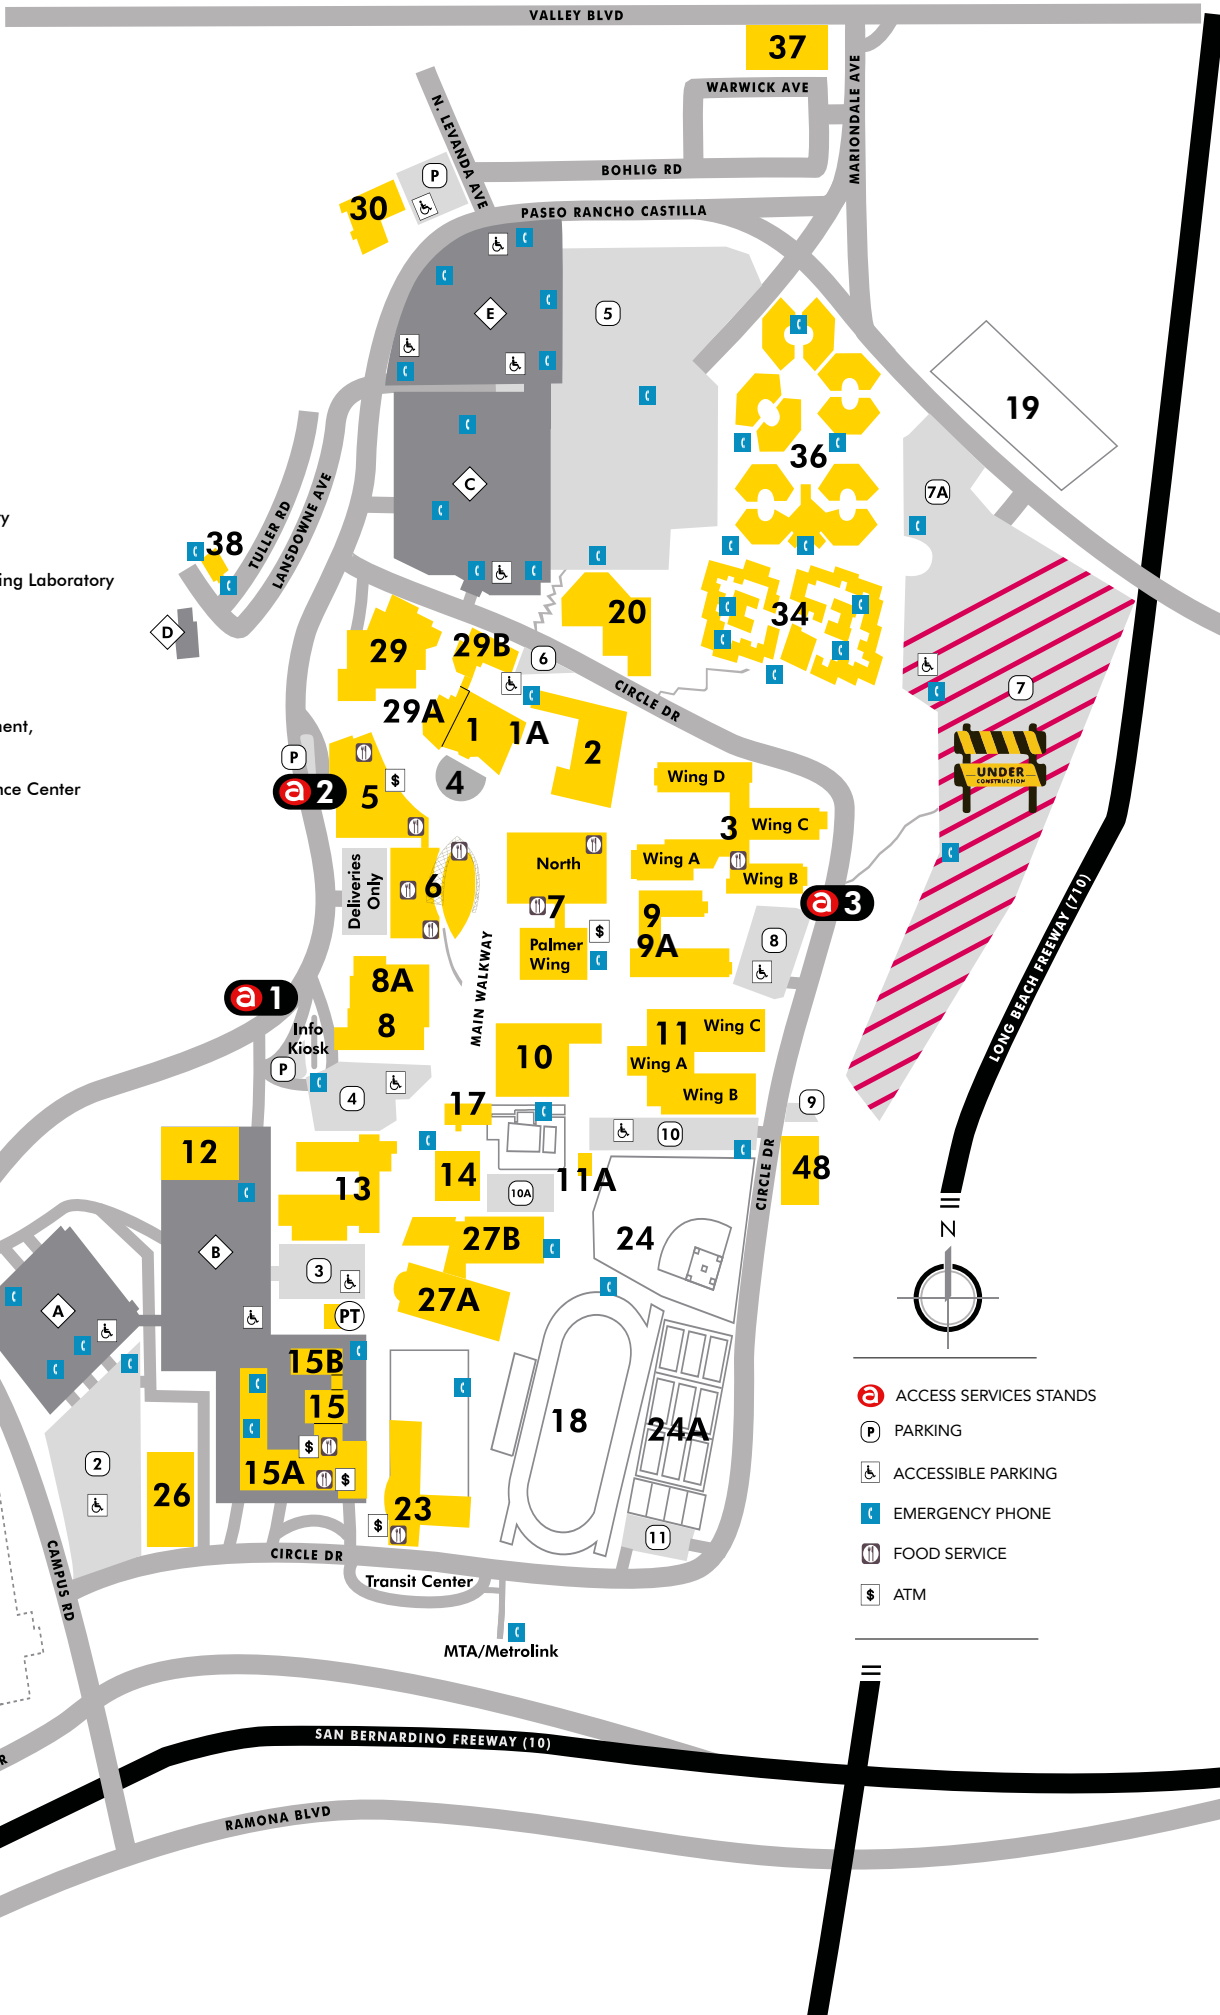 VALLEY BLVD
37
WARWICK AVE
MARIONDALE AVE
N. LEVANDA AVE
BOHLIG RD
P
30
PASEO RANCHO CASTILLA
E
5
19
36
C
7A
TULLER RD
LANSDOWNE AVE
38
ry
ing Laboratory
D
20
34
29
29B
6
7
CIRCLE DR
29A
1
1A
2
ment,
nce Center
P
a 2
5
$
4
UNDER
CONSTRUCTION
Wing D
3
Wing C
Wing A
Wing B
North
Deliveries
Only
6
7
Palmer
Wing
$
9
9A
8
a 3
MAIN WALKWAY
8A
8
a 1
Info
Kiosk
P
4
10
11
Wing C
Wing A
Wing B
LONG BEACH FREEWAY (710)
17
9
10
12
13
14
10A
11A
48
CIRCLE DR
24
27B
B
3
A
PT
27A
N
15B
15
18
24A
15A
$
$
2
26
23
$
11
a ACCESS SERVICES STANDS
P PARKING
ACCESSIBLE PARKING
EMERGENCY PHONE
FOOD SERVICE
$ ATM
CAMPUS RD
CIRCLE DR
Transit Center
MTA/Metrolink
SAN BERNARDINO FREEWAY (10)
R
RAMONA BLVD